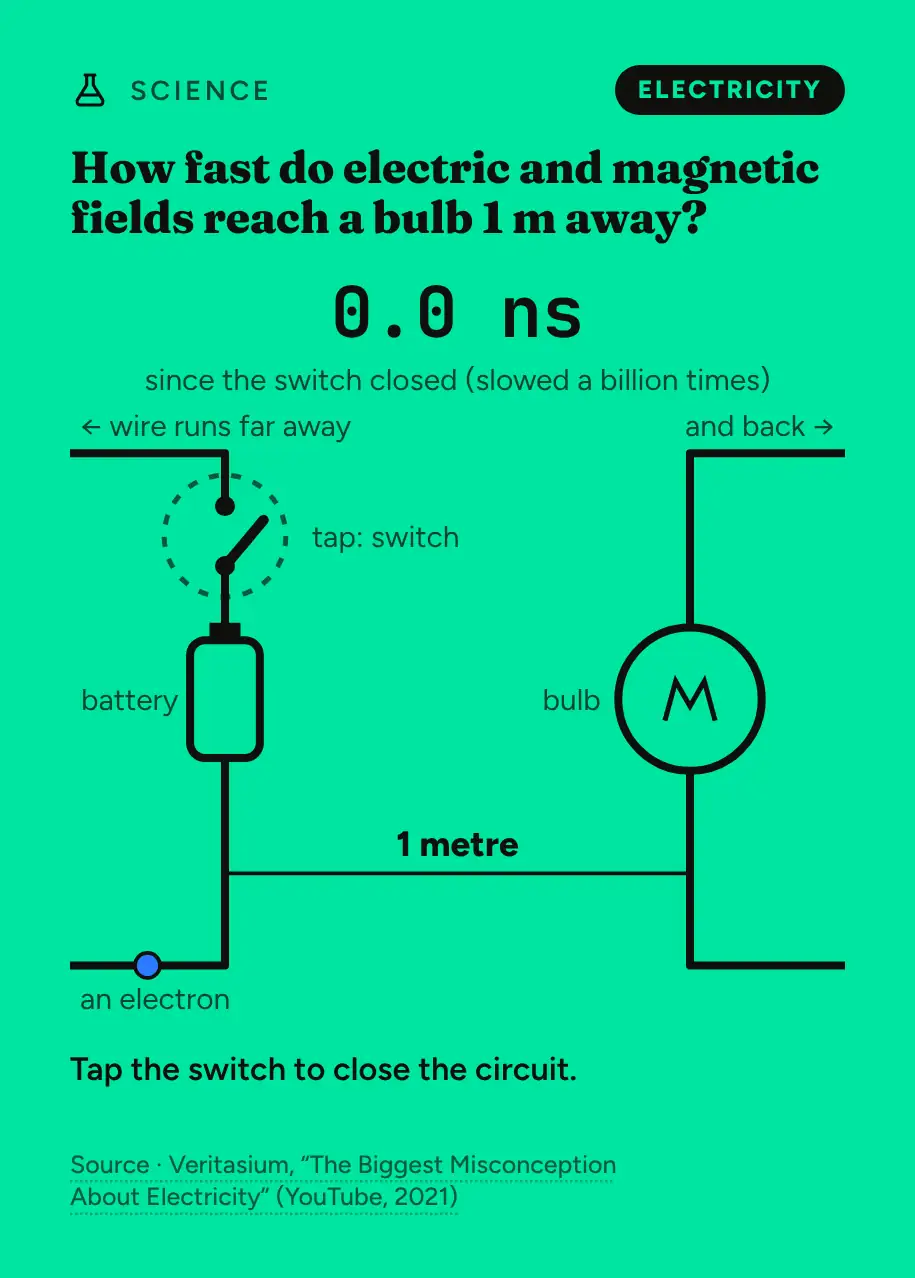 SCIENCE
ELECTRICITY
How fast do electric and magnetic
fields reach a bulb 1 m away?
0.0 ns
since the switch closed (slowed a billion times)
← wire runs far away
and back →
tap: switch
battery
bulb
1 metre
an electron
Tap the switch to close the circuit.
Source · Veritasium, “The Biggest Misconception
About Electricity” (YouTube, 2021)